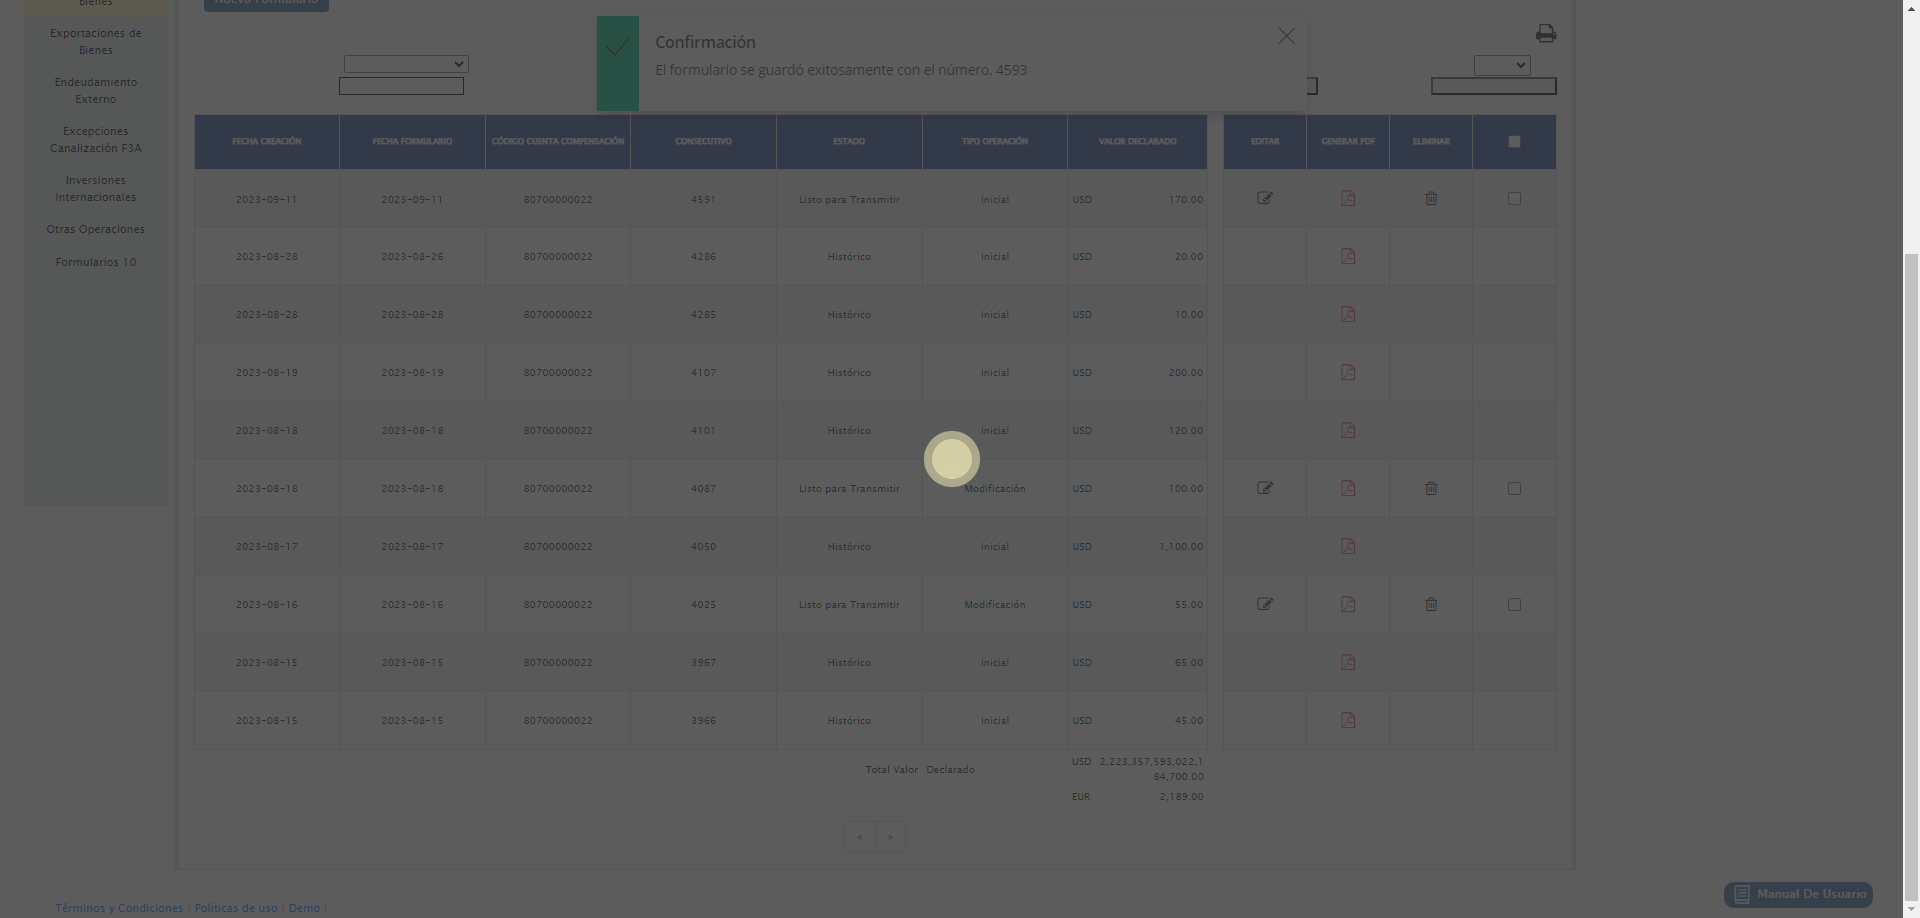 Bienes
Nuevo Formulario
Exportaciones de
Bienes
Endeudamiento
Externo
Excepciones
Canalización F3A
Inversiones
Internacionales
Otras Operaciones
Formularios 10
Confirmación
El formulario se guardó exitosamente con el número. 4593
FECHA CREACIÓN FECHA FORMULARIO CÓDIGO CUENTA COMPENSACIÓN CONSECUTIVO ESTADO TIPO OPERACIÓN VALOR DECLARADO EDITAR GENERAR PDF ELIMINAR
2023-09-11 2023-09-11 80700000022 4591 Listo para Transmitir Inicial USD 170.00
2023-08-28 2023-08-26 80700000022 4286 Histórico Inicial USD 20.00
2023-08-28 2023-08-28 80700000022 4285 Histórico Inicial USD 10.00
2023-08-19 2023-08-19 80700000022 4107 Histórico Inicial USD 200.00
2023-08-18 2023-08-18 80700000022 4101 Histórico Inicial USD 120.00
2023-08-18 2023-08-18 80700000022 4087 Listo para Transmitir Modificación USD 100.00
2023-08-17 2023-08-17 80700000022 4050 Histórico Inicial USD 1,100.00
2023-08-16 2023-08-16 80700000022 4025 Listo para Transmitir Modificación USD 55.00
2023-08-15 2023-08-15 80700000022 3967 Histórico Inicial USD 65.00
2023-08-15 2023-08-15 80700000022 3966 Histórico Inicial USD 45.00
Total Valor Declarado USD 2,223,357,593,022,1
84,700.00
EUR 2,189.00
« »
Manual De Usuario
Términos y Condiciones | Políticas de uso | Demo |